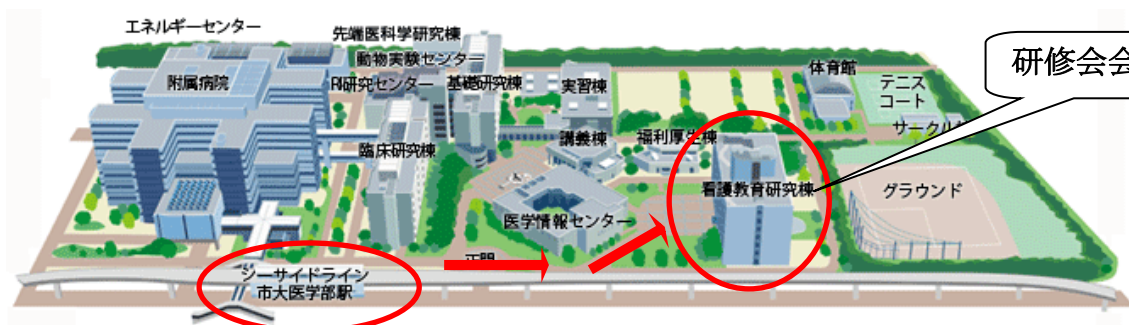 エネルギーセンター
先端医科学研究棟
動物実験センター
附属病院
RI研究センター
基礎研究棟
実習棟
体育館
テニス
コート
研修会会
サークル
臨床研究棟
講義棟
福利厚生棟
看護教育研究棟
グラウンド
医学情報センター
正門
シーサイドライン
市大医学部駅